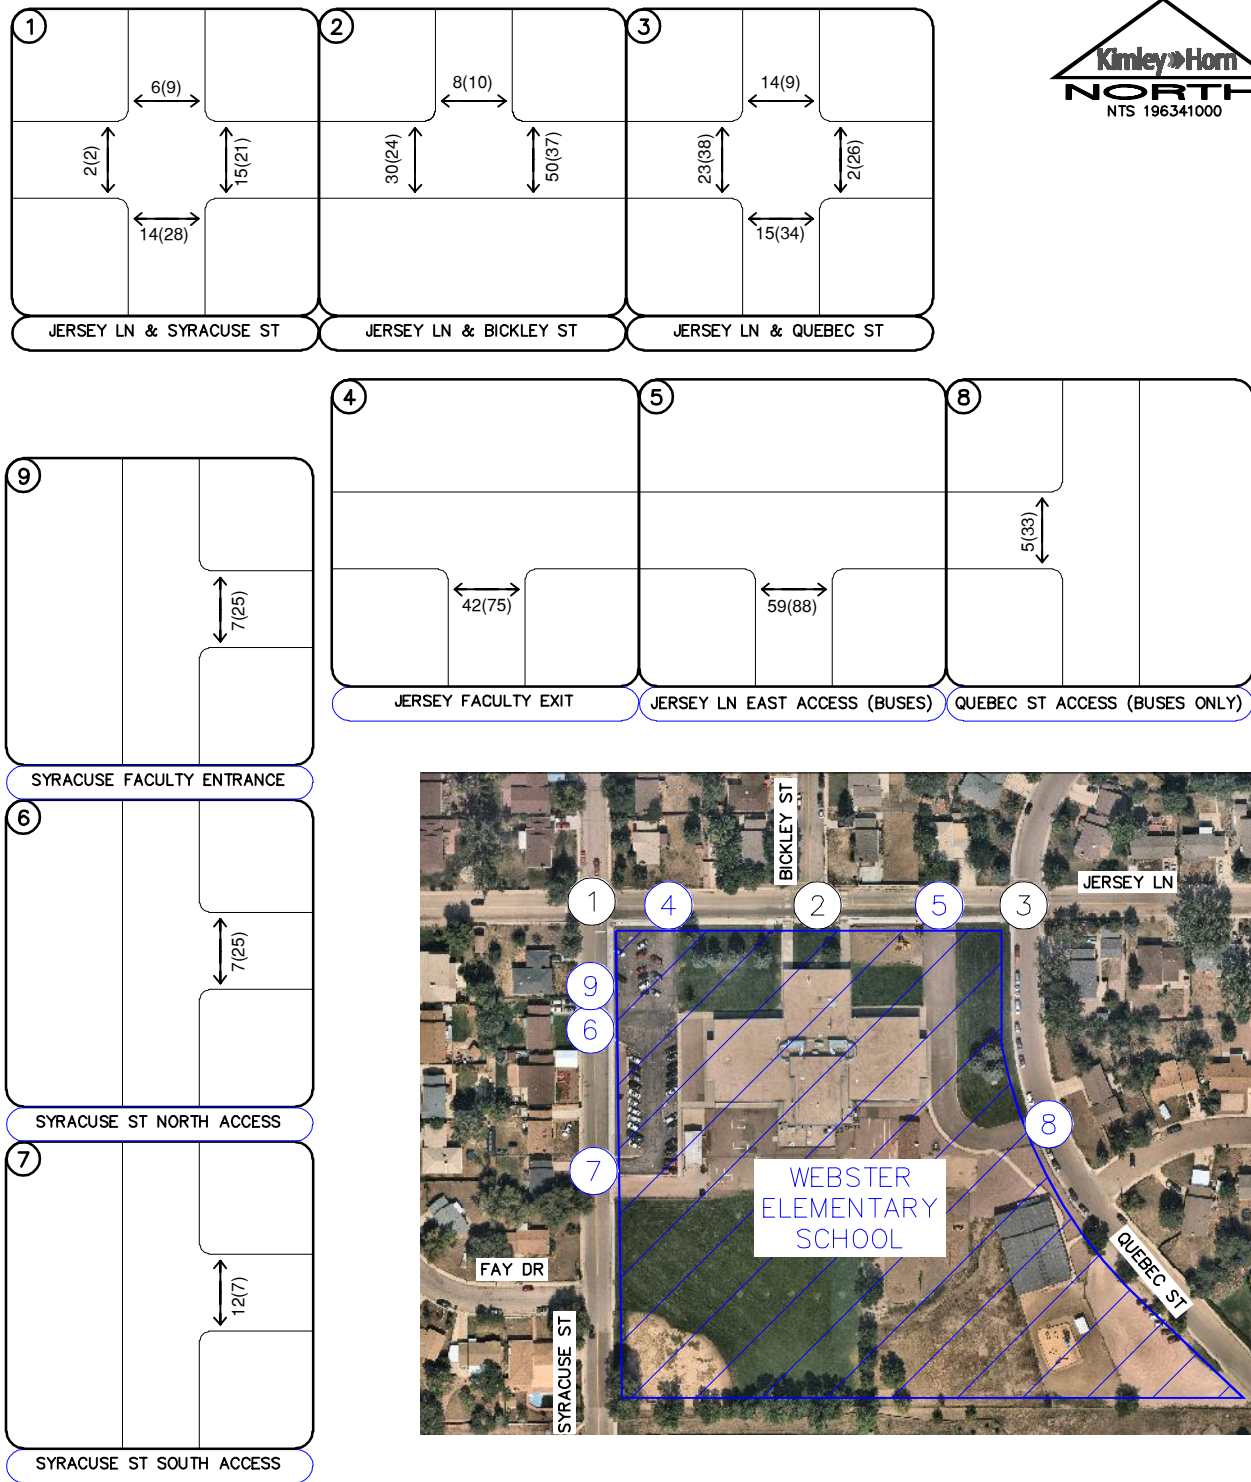 1
6(9)
2(2)
15(21)
14(28)
JERSEY LN & SYRACUSE ST
2
8(10)
30(24)
50(37)
JERSEY LN & BICKLEY ST
3
14(9)
23(38)
2(26)
15(34)
JERSEY LN & QUEBEC ST
Kimley»Horn
NORTH
NTS 196341000
4
42(75)
JERSEY FACULTY EXIT
5
59(88)
JERSEY LN EAST ACCESS (BUSES)
8
5(33)
QUEBEC ST ACCESS (BUSES ONLY)
9
7(25)
SYRACUSE FACULTY ENTRANCE
6
7(25)
SYRACUSE ST NORTH ACCESS
7
12(7)
SYRACUSE ST SOUTH ACCESS
BICKLEY ST
JERSEY LN
1
4
2
5
3
9
6
8
7
WEBSTER
ELEMENTARY
SCHOOL
FAY DR
QUEBEC ST
SYRACUSE ST